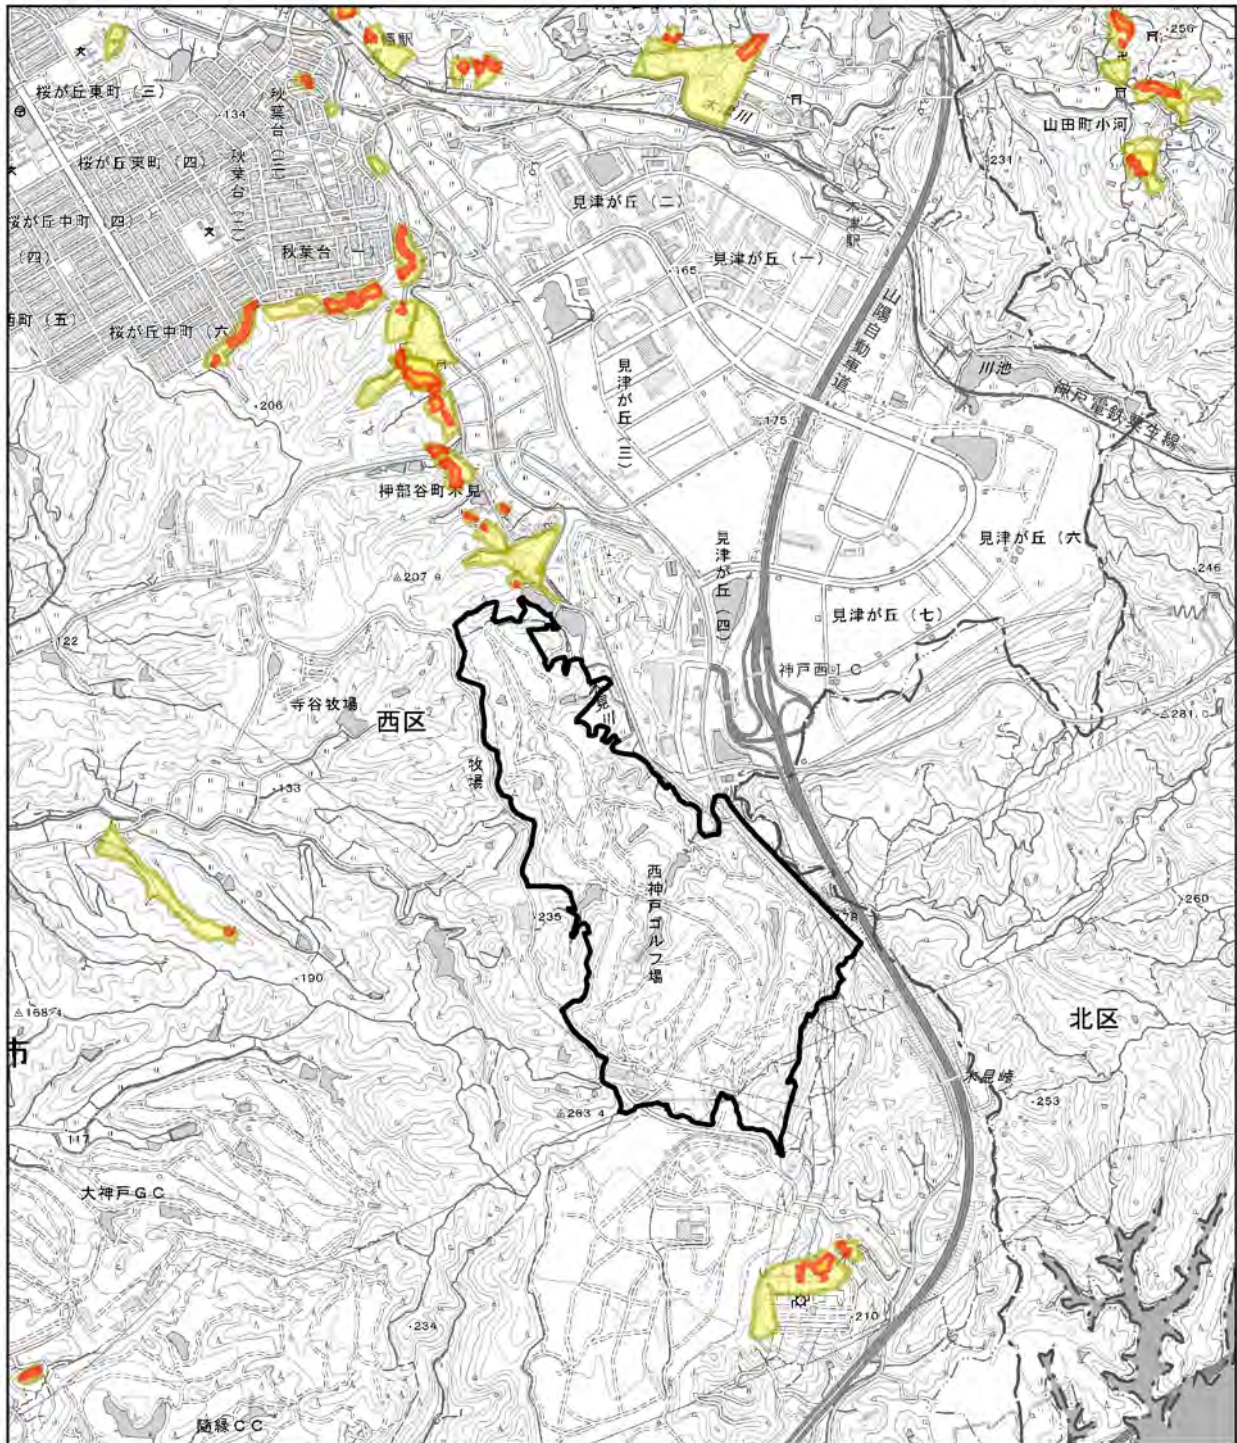 桜が丘東町（三）
秋葉台（三）
・134
桜が丘東町（四）
秋葉台（二）
桜が丘中町（四）
（四）
秋葉台（一）
桜が丘中町（六
西町（五）
・206
・256
山田町小河
・231
見津が丘（二）
木津駅
見津が丘（一）
・165
山陽自動車道
川池
神戸電鉄粟生線
見津が丘（三）
△175
押部谷町木見
見津が丘（四）
見津が丘（六
・246
△207 8
見津が丘（七）
・122
神戸西IC
寺谷牧場
西区
見川
△281.0
牧場
・133
西神戸ゴルフ場
・235
・260
78
・190
△168 4
市
北区
木見峠
△283 4
・253
117
大神戸GC
・234
・210
随縁CC